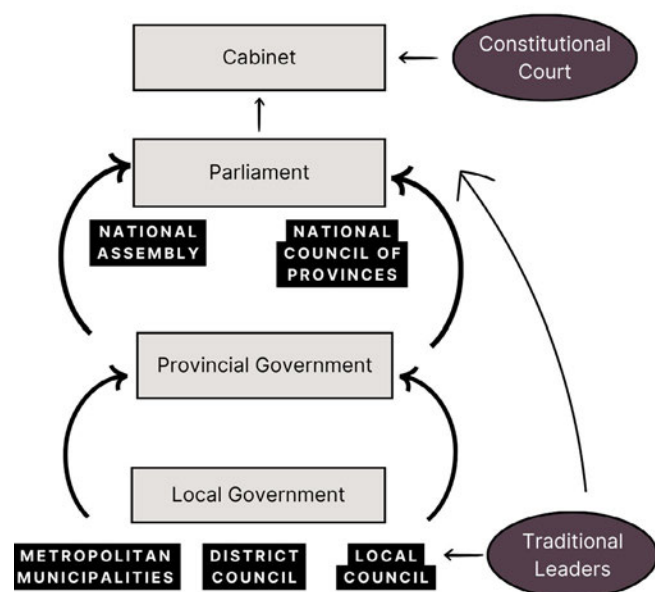 Cabinet
Constitutional
Court
Parliament
NATIONAL
ASSEMBLY
NATIONAL
COUNCIL OF
PROVINCES
Provincial Government
Local Government
METROPOLITAN
MUNICIPALITIES
DISTRICT
COUNCIL
LOCAL
COUNCIL
Traditional
Leaders